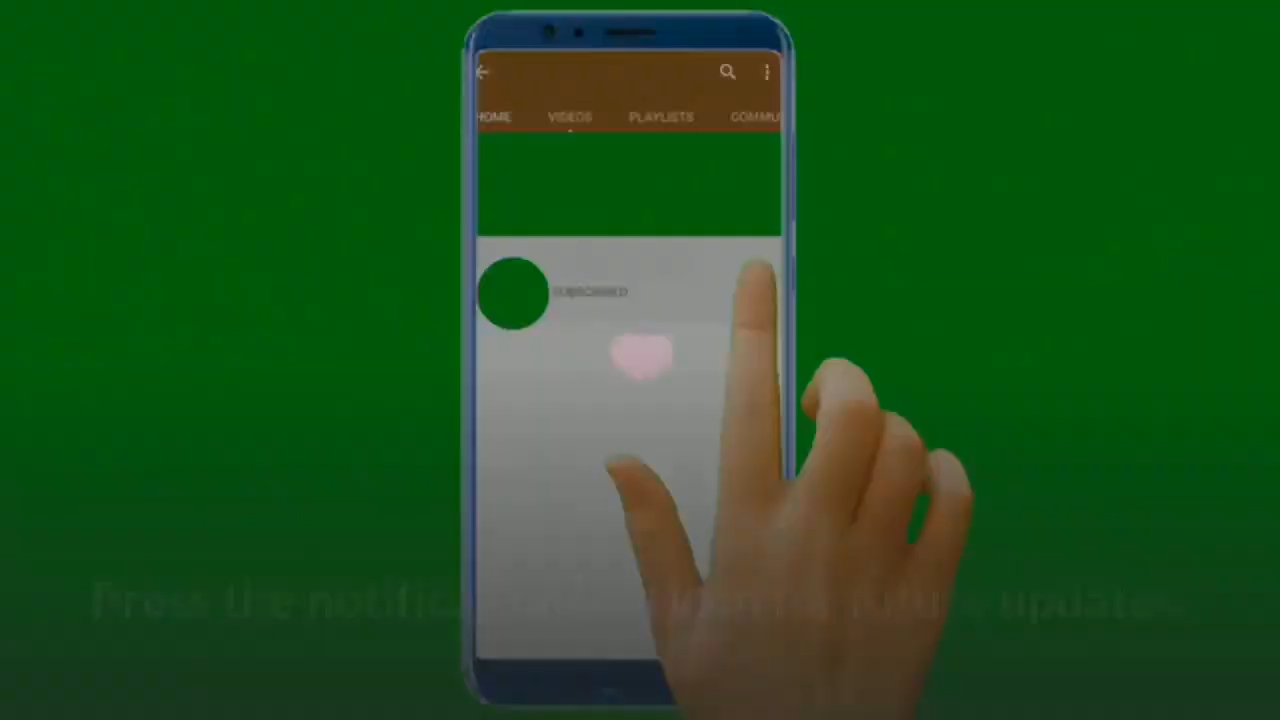 HOME VIDEOS PLAYLISTS COMMU
SUBSCRIBED
Press the notific updates